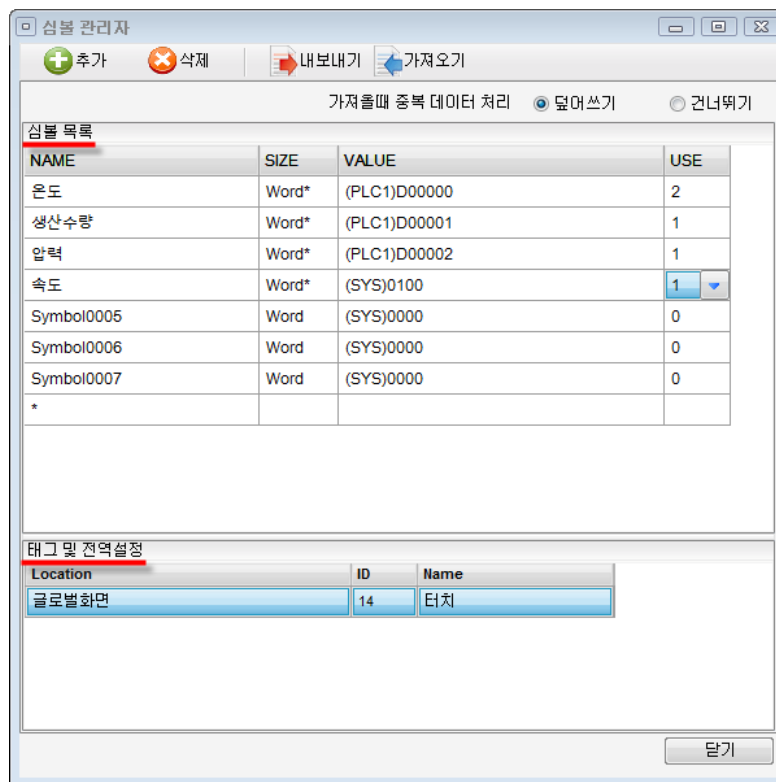 심볼 관리자
추가 삭제 내보내기 가져오기
가져올때 중복 데이터 처리 덮어쓰기 건너뛰기
심볼 목록
NAME SIZE VALUE USE
온도 Word* (PLC1)D00000 2
생산수량 Word* (PLC1)D00001 1
압력 Word* (PLC1)D00002 1
속도 Word* (SYS)0100 1
Symbol0005 Word (SYS)0000 0
Symbol0006 Word (SYS)0000 0
Symbol0007 Word (SYS)0000 0
*
태그 및 전역설정
Location ID Name
글로벌화면 14 터치
닫기